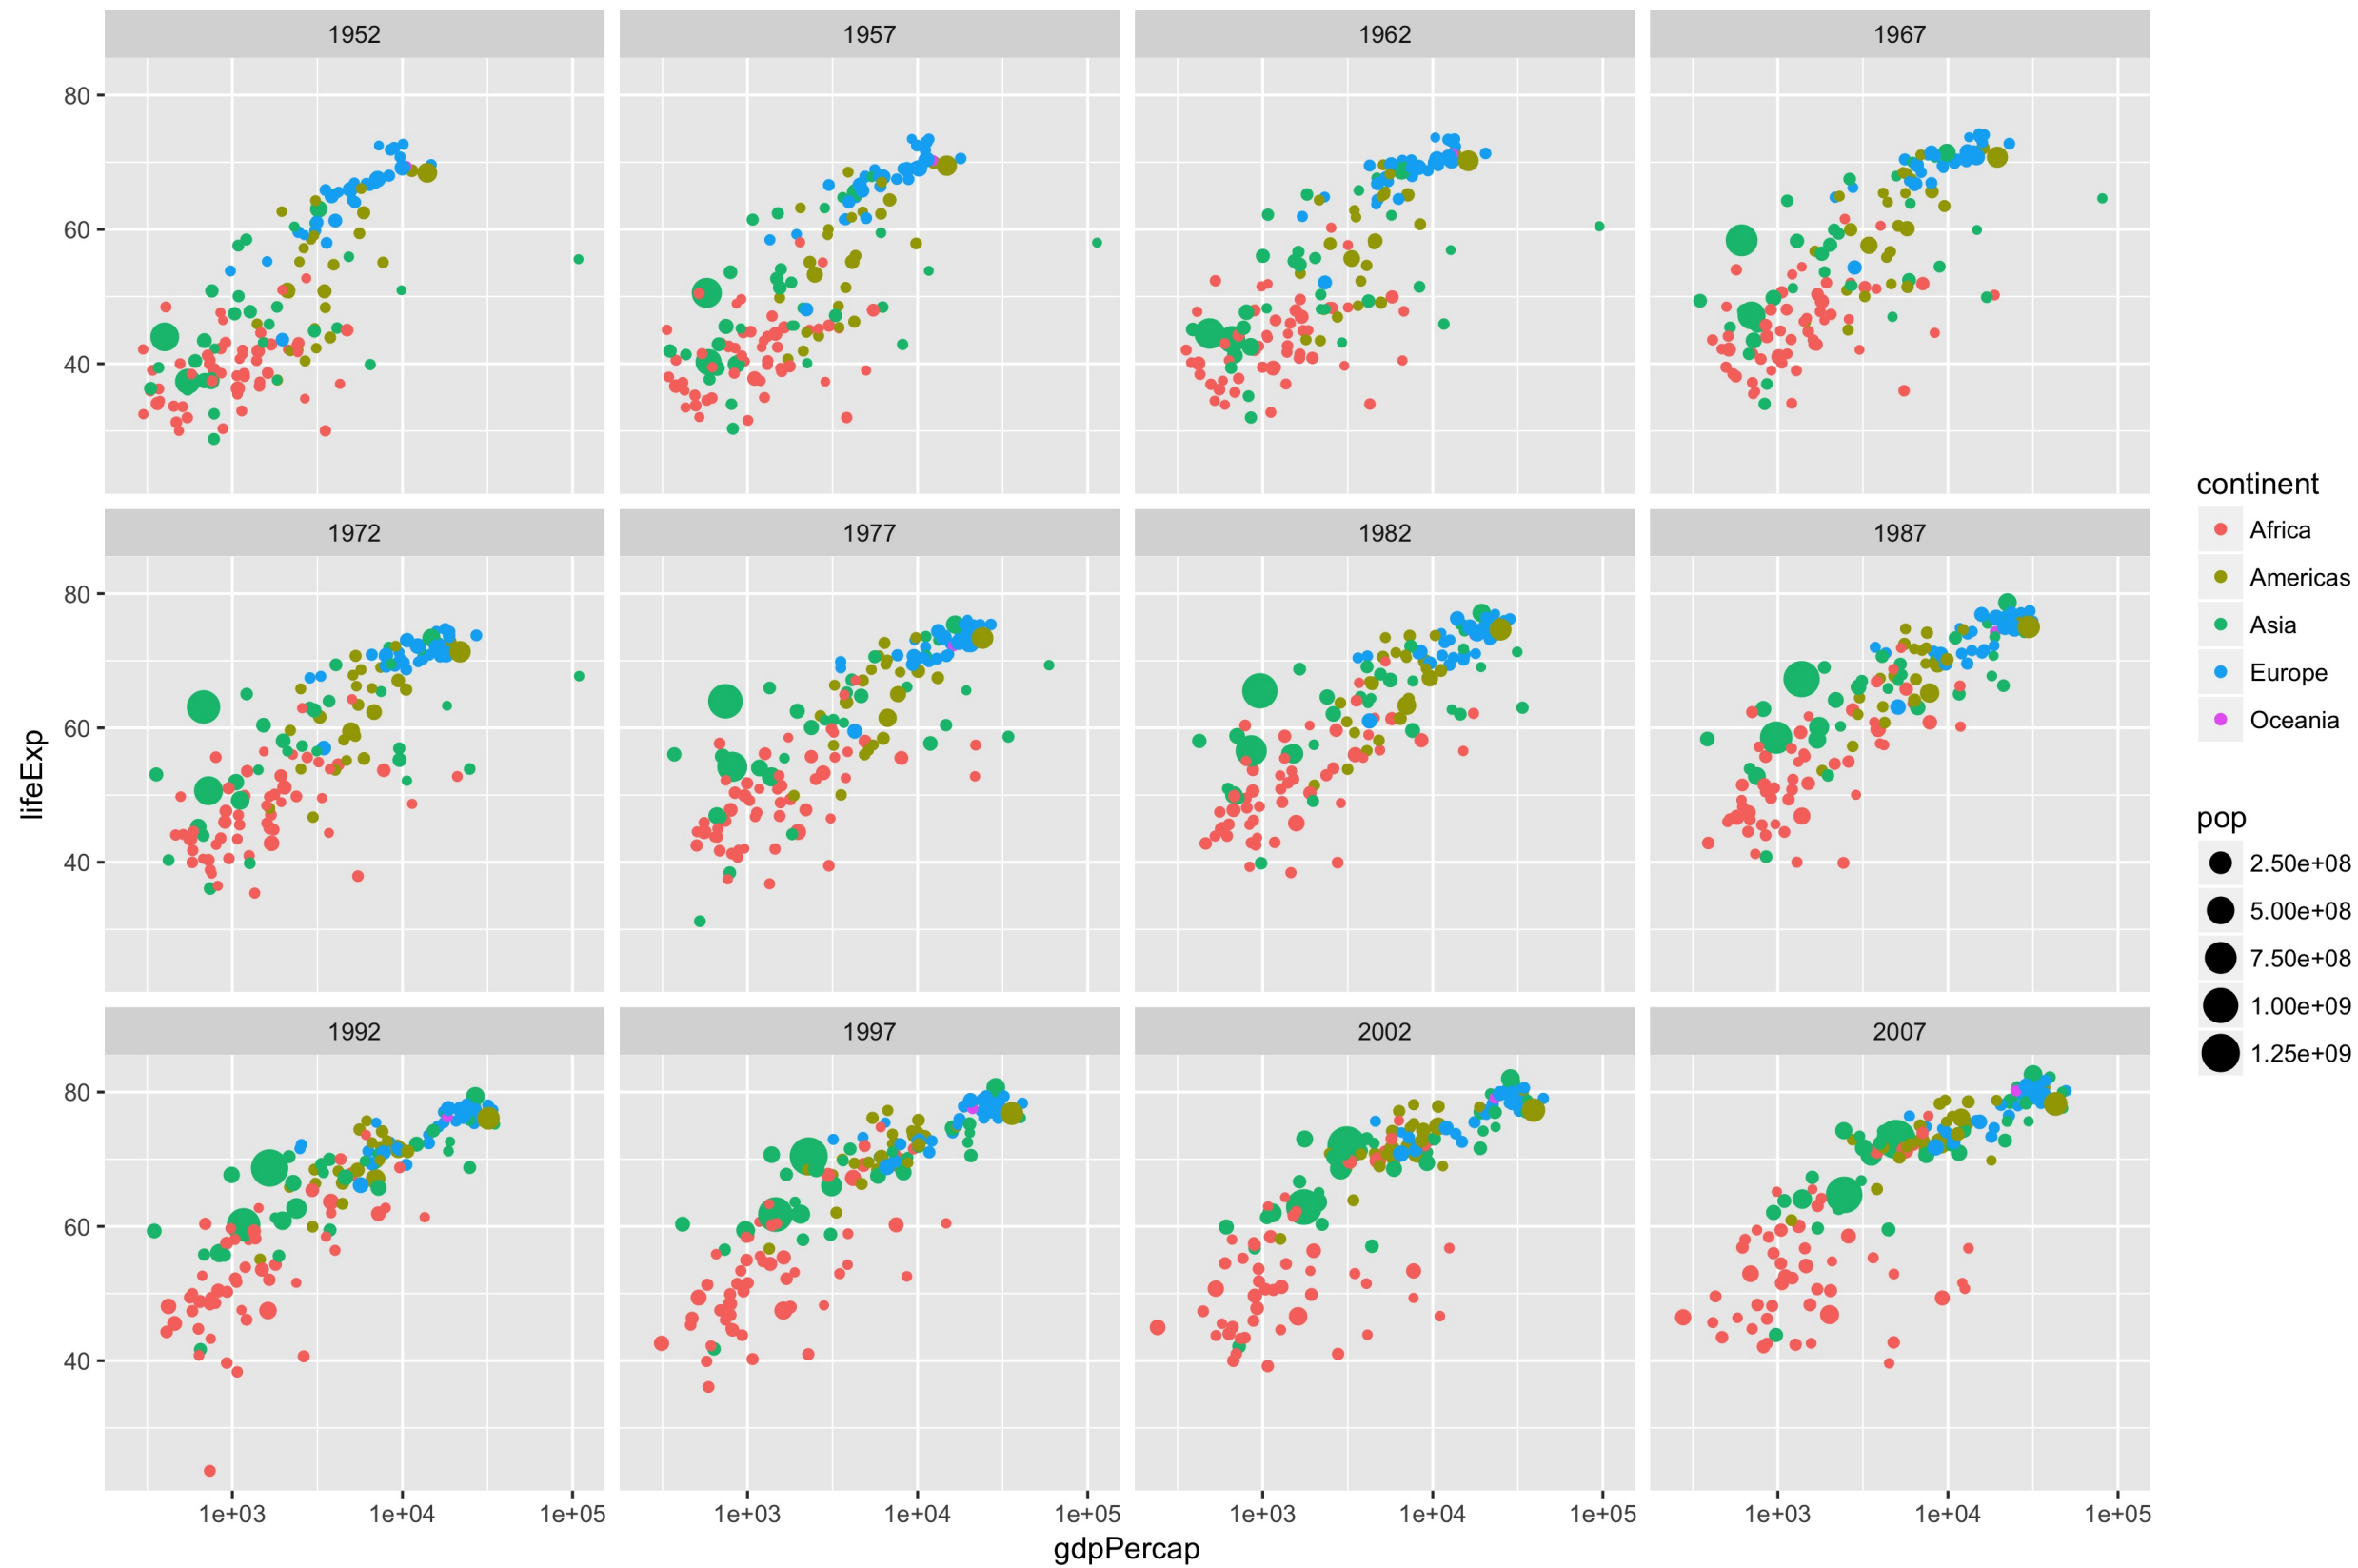 1952 1957 1962 1967
80
60
40
1972 1977 1982 1987
80
60
40
1992 1997 2002 2007
80
60
40
1e+03 1e+04 1e+05 1e+03 1e+04 1e+05 1e+03 1e+04 1e+05 1e+03 1e+04 1e+05
gdpPercap
lifeExp
continent
Africa
Americas
Asia
Europe
Oceania
pop
2.50e+08
5.00e+08
7.50e+08
1.00e+09
1.25e+09